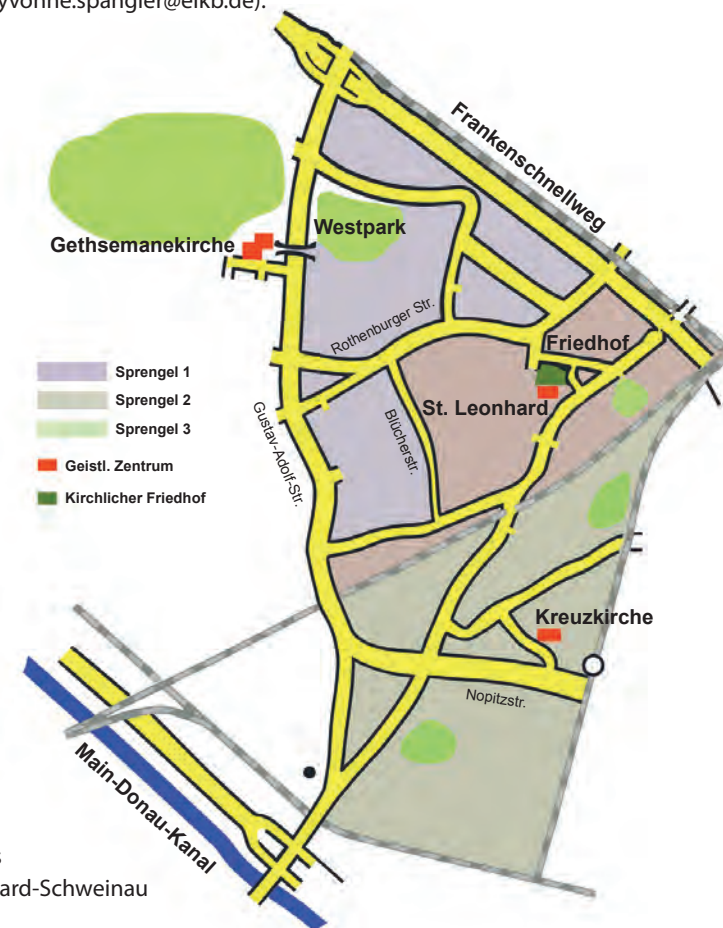 yvonne.spangler@elkb.de).
Frankenschnellweg
Westpark
Gethsemanekirche
Rothenburger Str.
Friedhof
Sprengel 1
Sprengel 2
Sprengel 3
Geistl. Zentrum
Kirchlicher Friedhof
St. Leonhard
Blücherstr.
Gustav-Adolf-Str.
Kreuzkirche
Nopitzstr.
Main-Donau-Kanal
s
ard-Schweinau